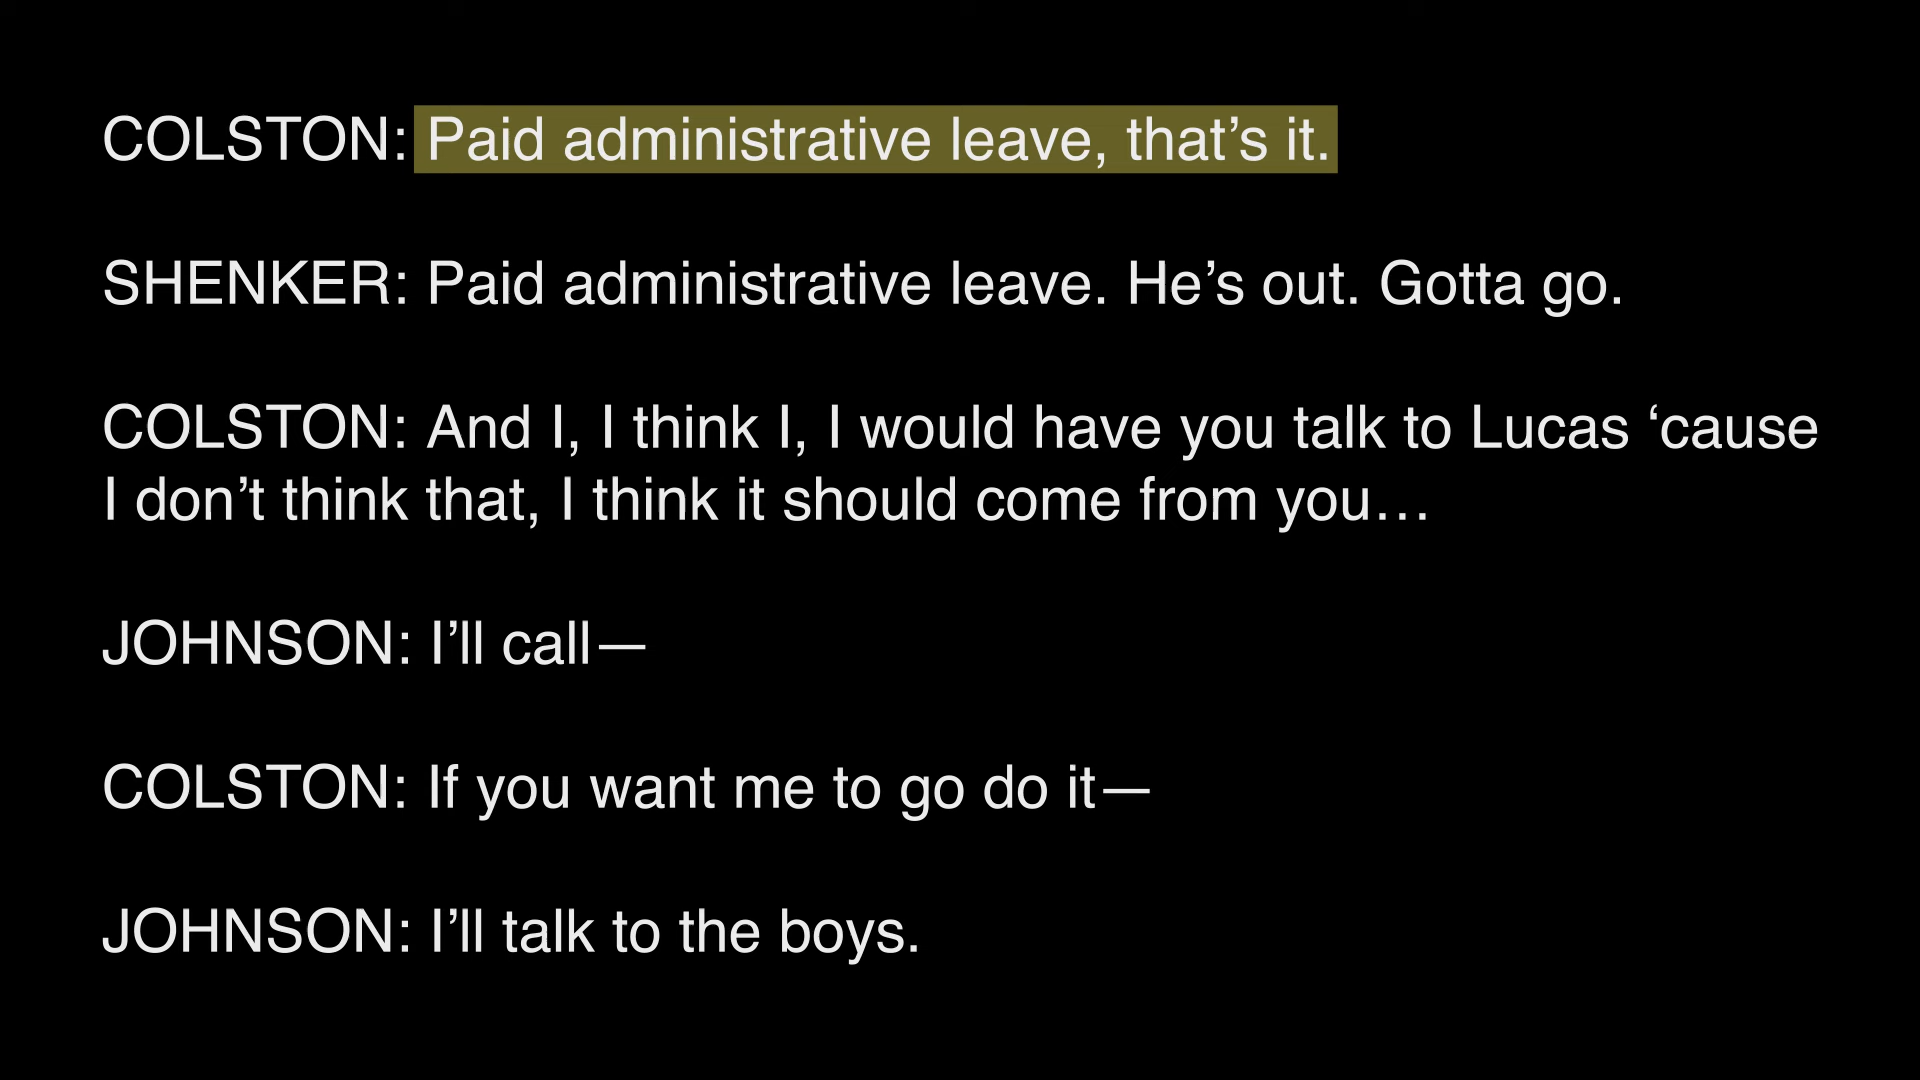 COLSTON: Paid administrative leave, that’s it.
SHENKER: Paid administrative leave. He’s out. Gotta go.
COLSTON: And I, I think I, I would have you talk to Lucas ‘cause
I don’t think that, I think it should come from you…
JOHNSON: I’ll call—
COLSTON: If you want me to go do it—
JOHNSON: I’ll talk to the boys.